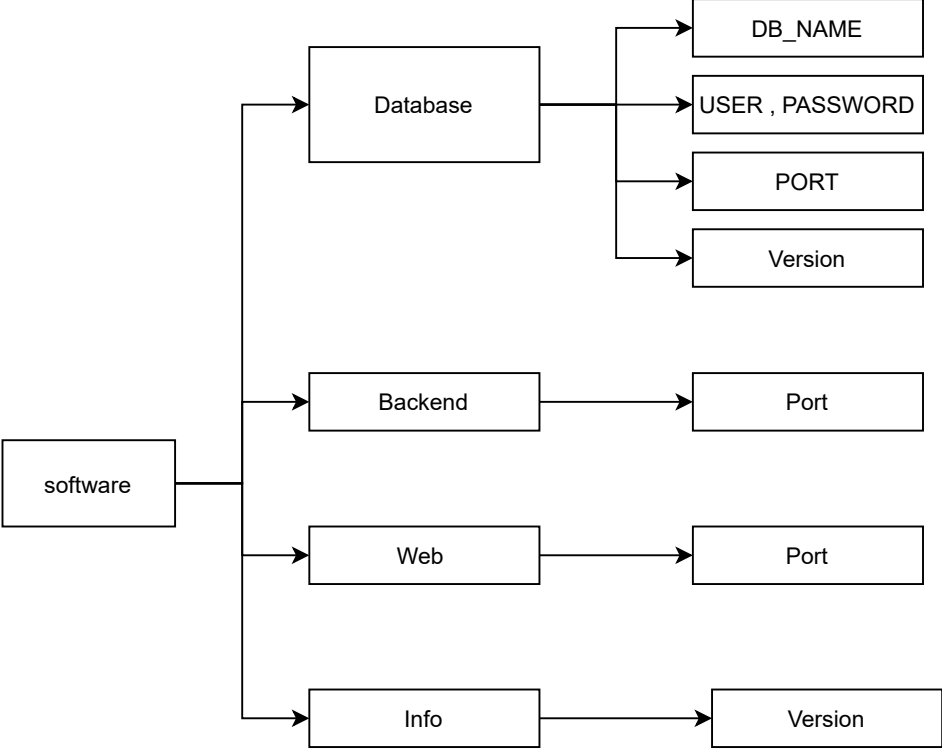 DB_NAME
Database
USER , PASSWORD
PORT
Version
Backend
Port
software
Web
Port
Info
Version